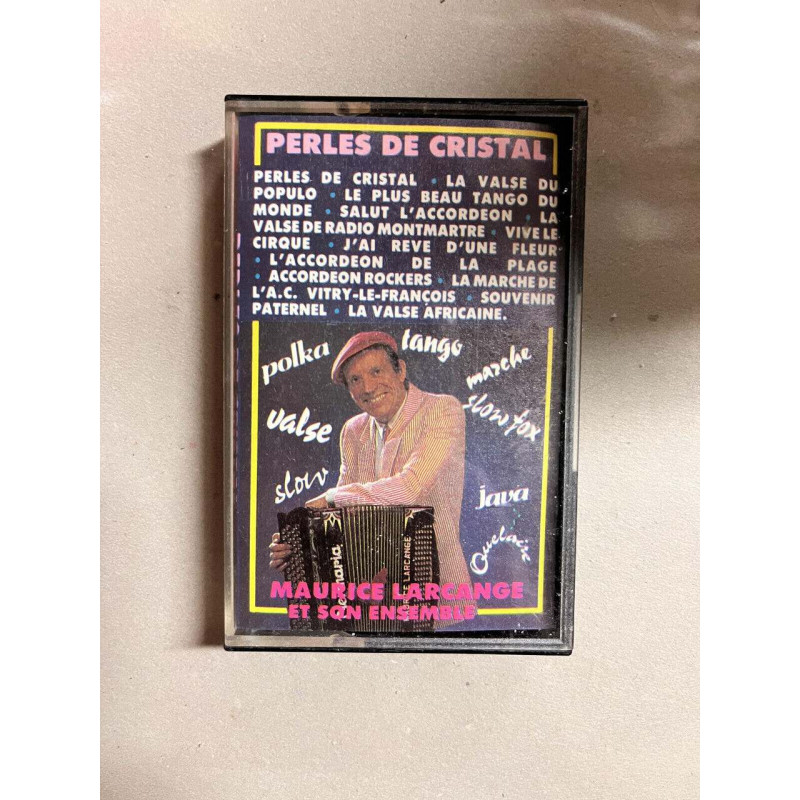 PERLES DE CRISTAL
PERLES DE CRISTAL • LA VALSE DU
POPULO • LE PLUS BEAU TANGO DU
MONDE • SALUT L'ACCORDEON • LA
VALSE DE RADIO MONTMARTRE • VIVE LE
CIRQUE • J'AI REVE D'UNE FLEUR
• L'ACCORDEON DE LA PLAGE
• ACCORDEON ROCKERS • LA MARCHE DE
L'A.C. VITRY-LE-FRANÇOIS • SOUVENIR
PATERNEL • LA VALSE AFRICAINE.
polka
tango
marche
valse
slow fox
slow
java
LARCANGE
MAURICE LARCANGE
ET SON ENSEMBLE